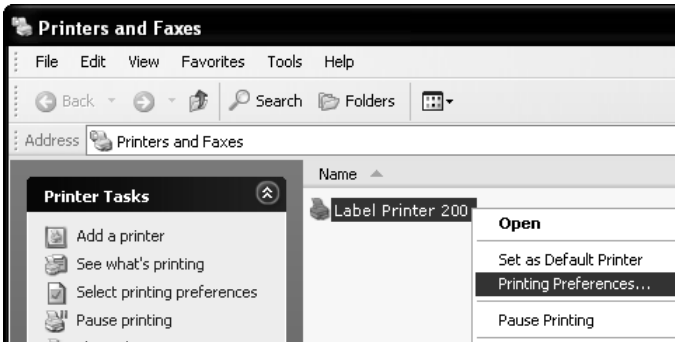 Printers and Faxes
File Edit View Favorites Tools Help
Back Search Folders
Address Printers and Faxes
Name
Printer Tasks
Add a printer
See what's printing
Select printing preferences
Pause printing
Label Printer 200
Open
Set as Default Printer
Printing Preferences...
Pause Printing